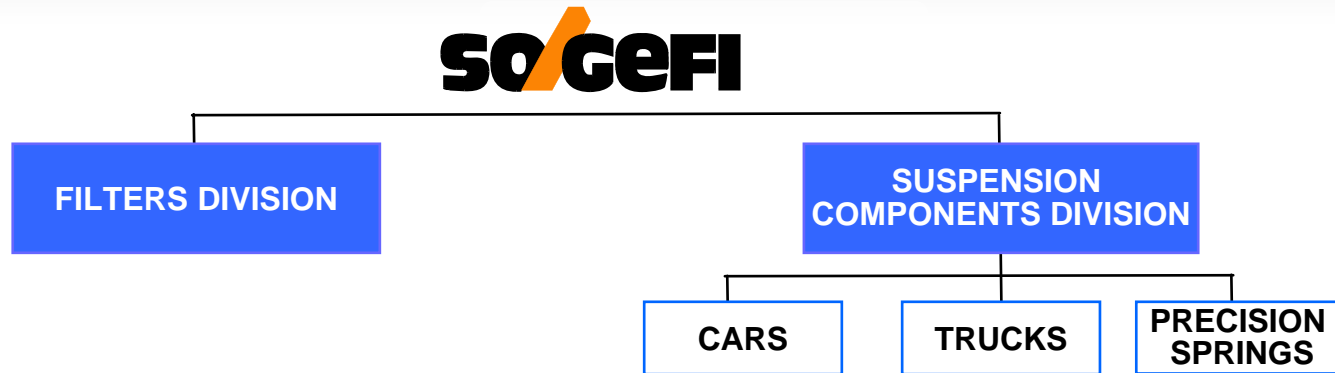 SOGEFI
FILTERS DIVISION
SUSPENSION
COMPONENTS DIVISION
CARS
TRUCKS
PRECISION
SPRINGS